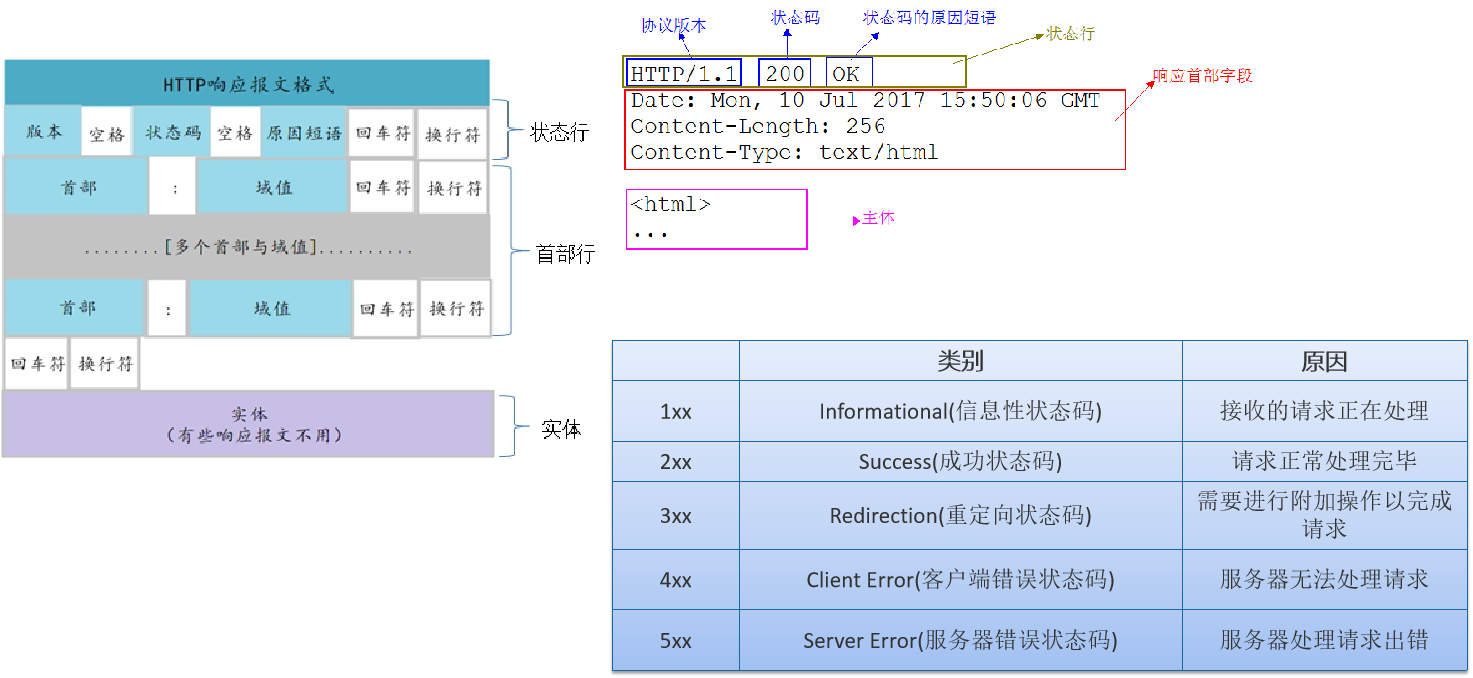 HTTP响应报文格式
版本 空格 状态码 空格 原因短语 回车符 换行符
状态行
首部 : 域值 回车符 换行符
........[多个首部与域值]..........
首部行
首部 : 域值 回车符 换行符
回车符 换行符
实体
(有些响应报文不用)
实体
协议版本 状态码 状态码的原因短语
状态行
HTTP/1.1 200 OK
响应首部字段
Date: Mon, 10 Jul 2017 15:50:06 GMT
Content-Length: 256
Content-Type: text/html
<html>
...
主体
类别 原因
1xx Informational(信息性状态码) 接收的请求正在处理
2xx Success(成功状态码) 请求正常处理完毕
3xx Redirection(重定向状态码) 需要进行附加操作以完成
请求
4xx Client Error(客户端错误状态码) 服务器无法处理请求
5xx Server Error(服务器错误状态码) 服务器处理请求出错